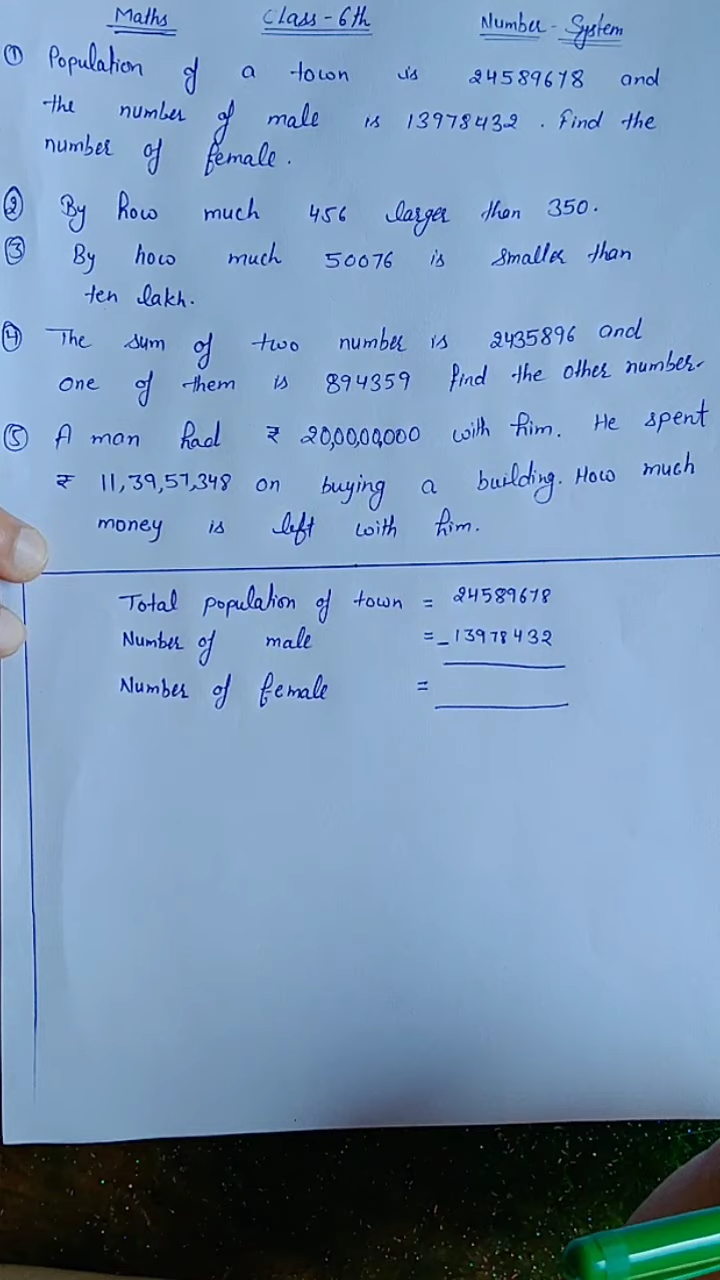 Maths Class - 6th Number - System
① Population of a town is 24589678 and
the number of male is 13978432 . Find the
number of female.
② By how much 456 larger then 350.
③ By how much 50076 is smaller than
ten lakh.
④ The sum of two number is 2435896 and
one of them is 894359 find the other number.
⑤ A man had ₹ 20,00,00,000 with him. He spent
₹ 11,39,57,348 on buying a building. How much
money is left with him.
Total population of town = 24589678
Number of male = - 13978432
Number of female =